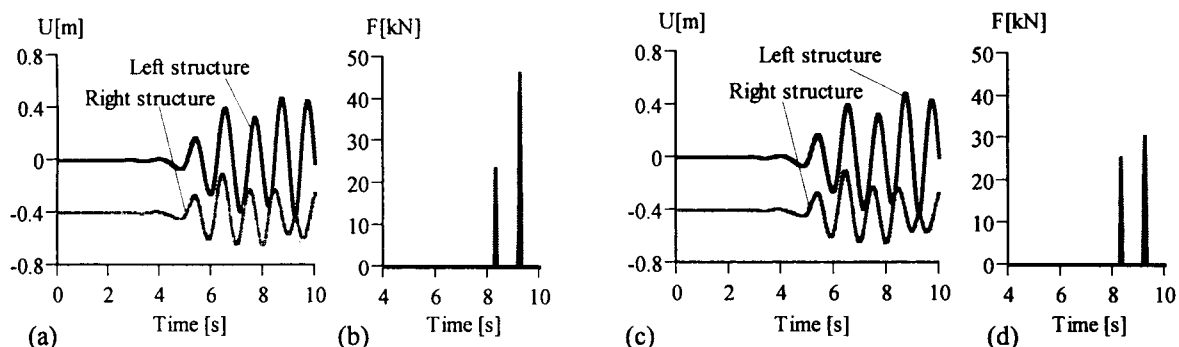 U[m]
0.8
0.4
0
-0.4
-0.8
0 2 4 6 8 10
Time [s]
Left structure
Right structure
(a)
F[kN]
50
40
30
20
10
0
4 6 8 10
Time [s]
(b)
U[m]
0.8
0.4
0
-0.4
-0.8
0 2 4 6 8 10
Time [s]
Left structure
Right structure
(c)
F[kN]
50
40
30
20
10
0
4 6 8 10
Time [s]
(d)